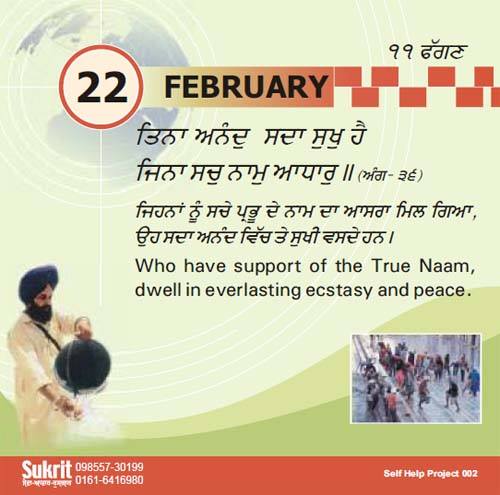 ੧੧ ਫੱਗਣ
22 FEBRUARY
ਤਿਨਾ ਅਨੰਦੁ ਸਦਾ ਸੁਖੁ ਹੈ
ਜਿਨਾ ਸਚੁ ਨਾਮੁ ਆਧਾਰੁ॥ (ਅੰਗ- ੩੬)
ਜਿਹਨਾਂ ਨੂੰ ਸਚੇ ਪ੍ਰਭੂ ਦੇ ਨਾਮ ਦਾ ਆਸਰਾ ਮਿਲ ਗਿਆ,
ਉਹ ਸਦਾ ਅਨੰਦ ਵਿੱਚ ਤੇ ਸੁਖੀ ਵਸਦੇ ਹਨ।
Who have support of the True Naam,
dwell in everlasting ecstasy and peace.
Sukrit 098557-30199
0161-6416980
Self Help Project 002